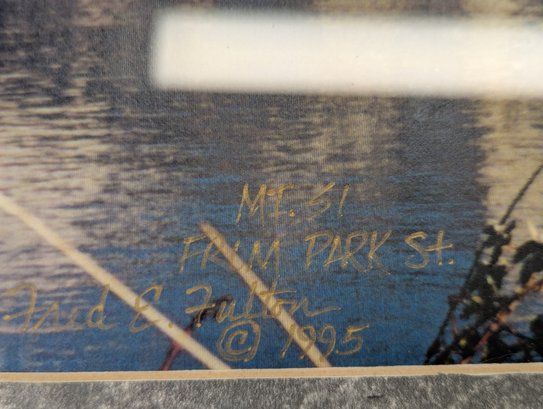 MT. SI
FROM PARK St.
Fred E. Fulton
© 1995